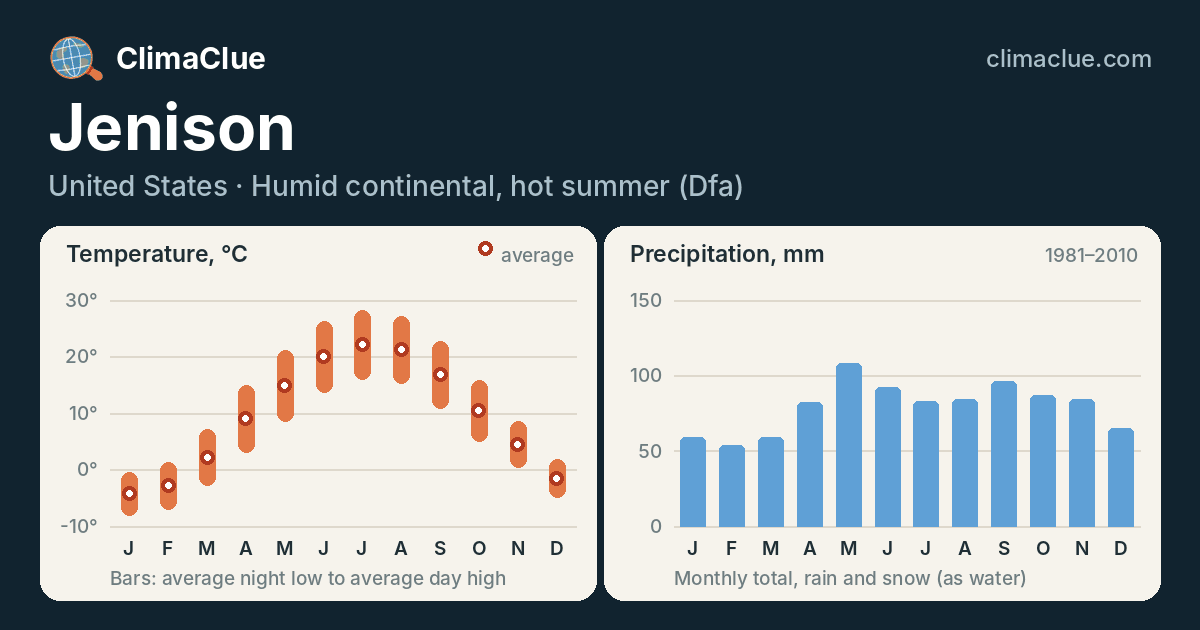 ClimaClue
climaclue.com
Jenison
United States · Humid continental, hot summer (Dfa)
Temperature, °C
average
30°
20°
10°
0°
-10°
J F M A M J J A S O N D
Bars: average night low to average day high
Precipitation, mm
1981–2010
150
100
50
0
J F M A M J J A S O N D
Monthly total, rain and snow (as water)